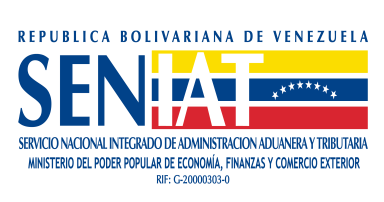 REPUBLICA BOLIVARIANA DE VENEZUELA
SENIAT
SERVICIO NACIONAL INTEGRADO DE ADMINISTRACION ADUANERA Y TRIBUTARIA
MINISTERIO DEL PODER POPULAR DE ECONOMÍA, FINANZAS Y COMERCIO EXTERIOR
RIF: G-20000303-0